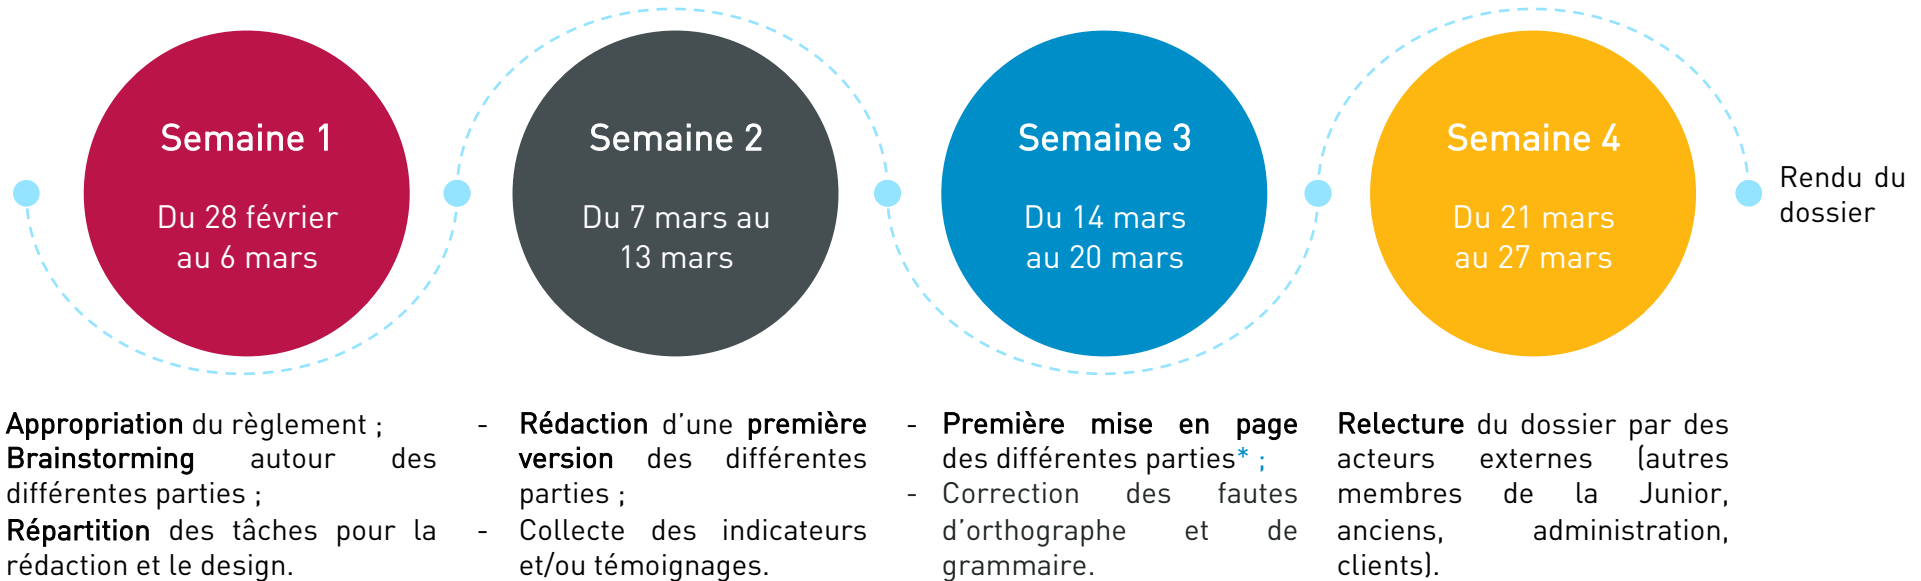 Semaine 1
Du 28 février
au 6 mars
Semaine 2
Du 7 mars au
13 mars
Semaine 3
Du 14 mars
au 20 mars
Semaine 4
Du 21 mars
au 27 mars
Rendu du
dossier
Appropriation du règlement ;
Brainstorming autour des
différentes parties ;
Répartition des tâches pour la
rédaction et le design.
- Rédaction d’une première
version des différentes
parties ;
- Collecte des indicateurs
et/ou témoignages.
- Première mise en page
des différentes parties* ;
- Correction des fautes
d’orthographe et de
grammaire.
Relecture du dossier par des
acteurs externes (autres
membres de la Junior,
anciens, administration,
clients).